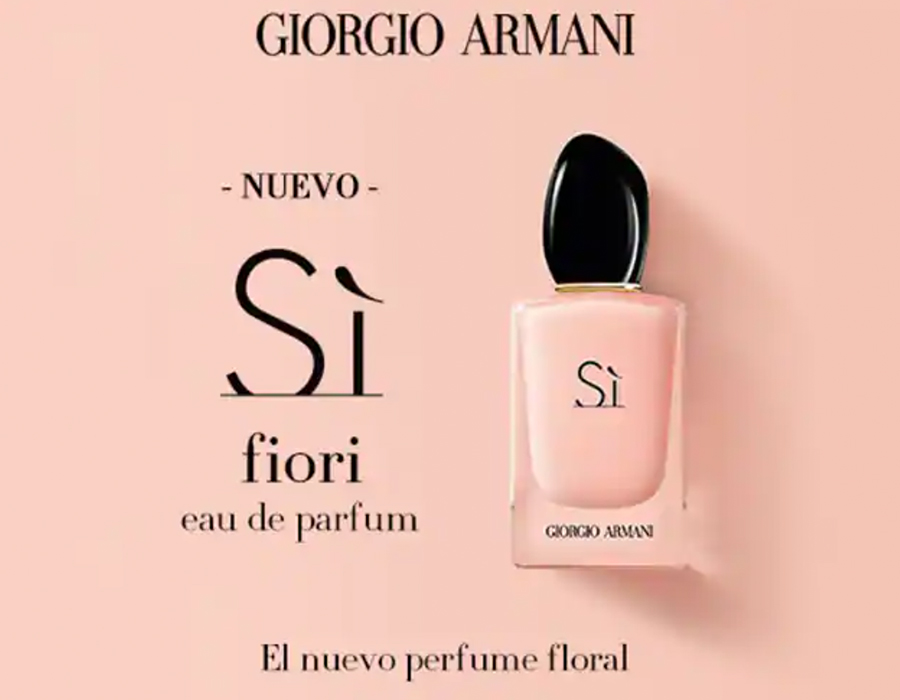 GIORGIO ARMANI
- NUEVO -
Sì
fiori
eau de parfum
Sì
GIORGIO ARMANI
El nuevo perfume floral